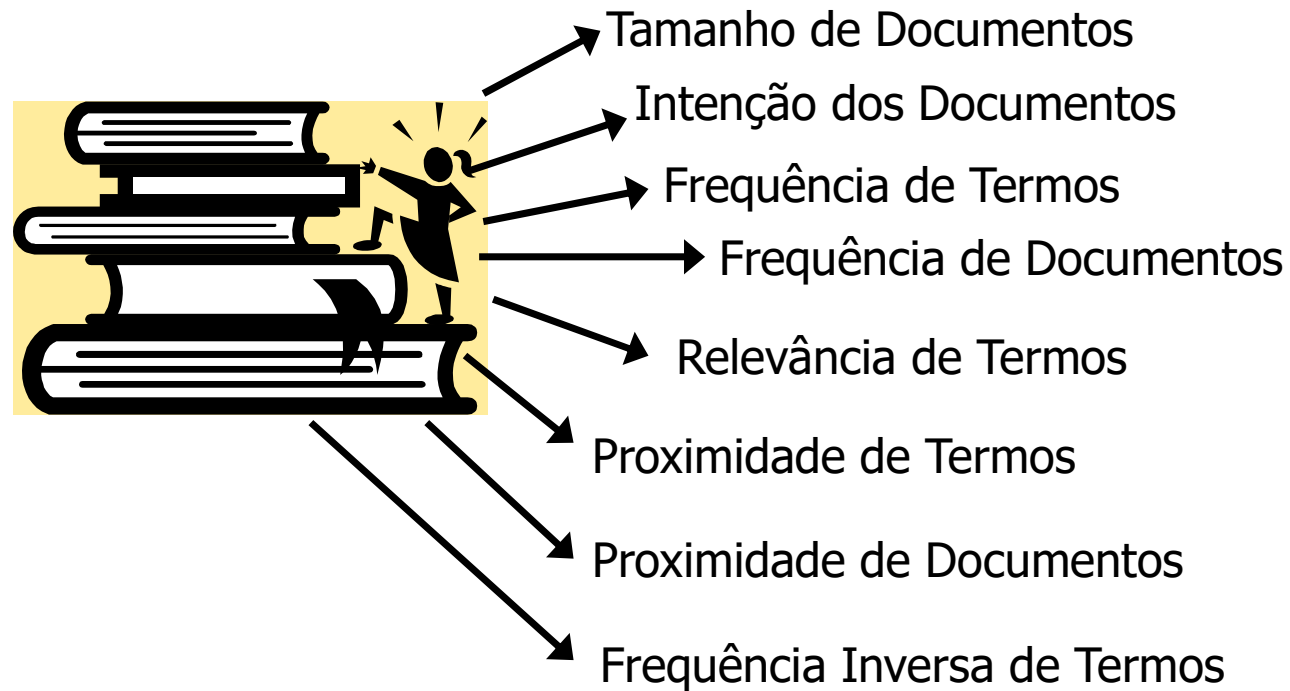 Tamanho de Documentos
Intenção dos Documentos
Frequência de Termos
Frequência de Documentos
Relevância de Termos
Proximidade de Termos
Proximidade de Documentos
Frequência Inversa de Termos